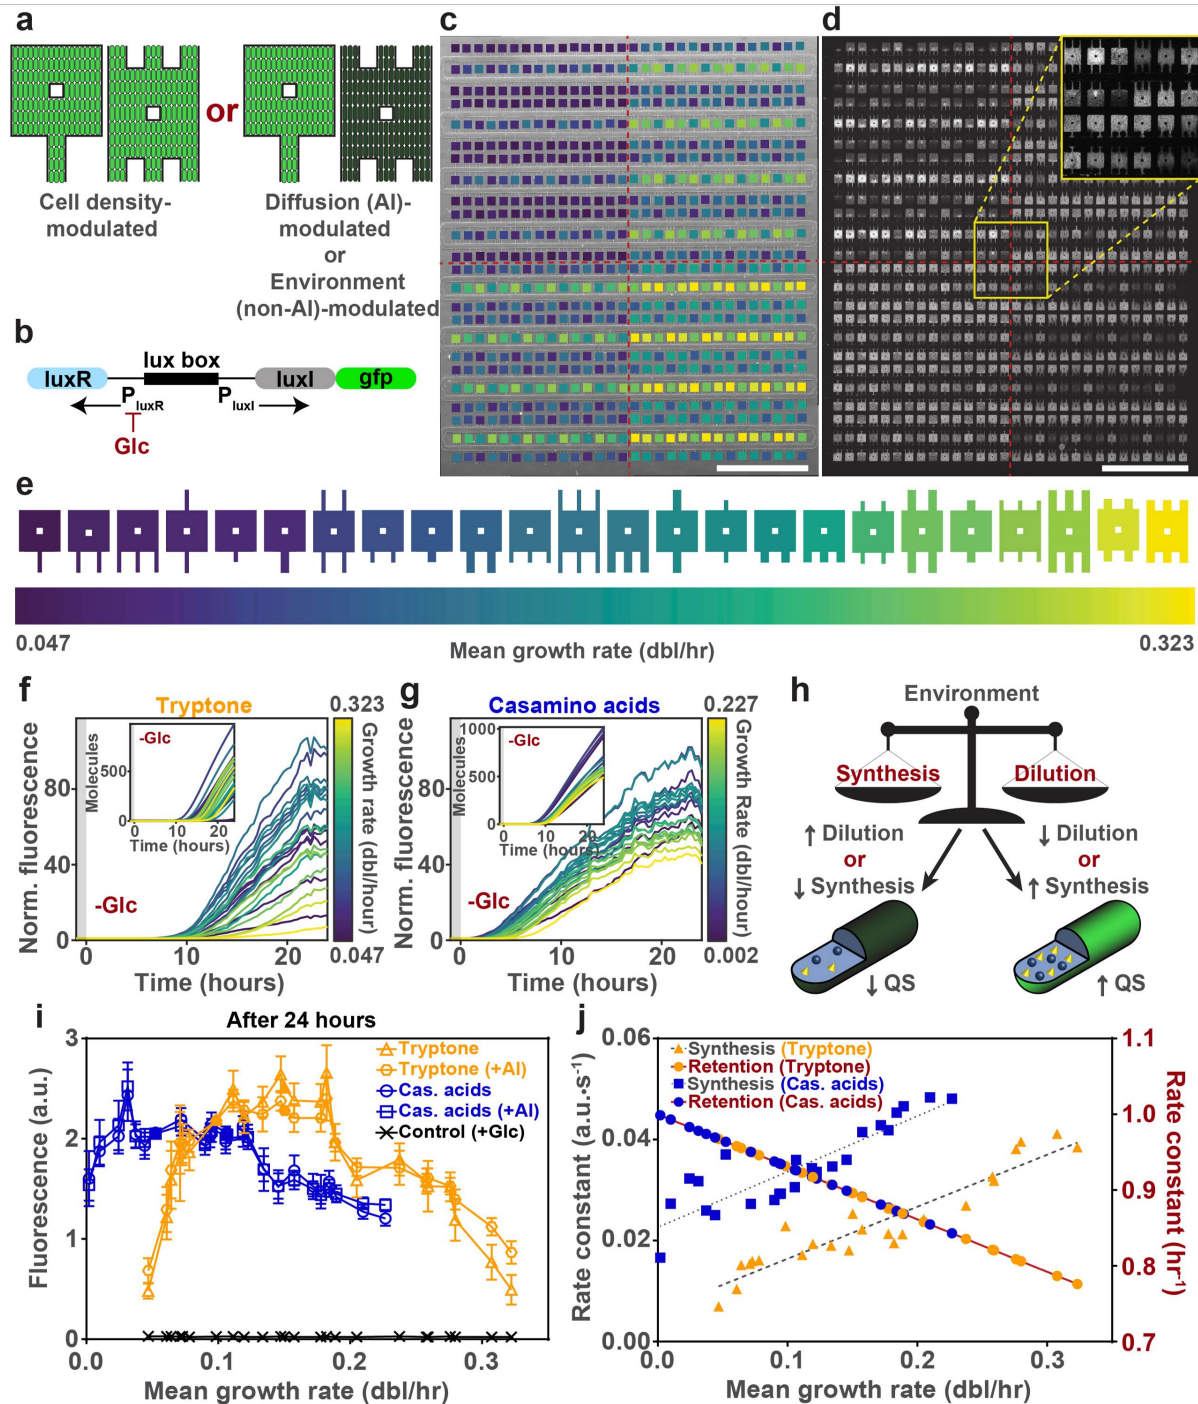 a
or
Cell density-
modulated
Diffusion (AI)-
modulated
or
Environment
(non-AI)-modulated
b
lux box
luxR
luxI
gfp
PluxR
PluxI
Glc
c
d
e
0.047
Mean growth rate (dbl/hr)
0.323
f
Tryptone
0.323
Norm. fluorescence
80
40
0
-Glc
Molecules
500
0
0 10 20
Time (hours)
-Glc
0 10 20
Time (hours)
Growth rate (dbl/hour)
0.047
g
Casamino acids
0.227
Norm. fluorescence
80
40
0
1000
-Glc
Molecules
500
0
0 10 20
Time (hours)
-Glc
0 10 20
Time (hours)
Growth Rate (dbl/hour)
0.002
h
Environment
Synthesis
Dilution
↑ Dilution
or
↓ Synthesis
↓ Dilution
or
↑ Synthesis
↓ QS
↑ QS
i
After 24 hours
Fluorescence (a.u.)
3
2
1
0
Tryptone
Tryptone (+AI)
Cas. acids
Cas. acids (+AI)
Control (+Glc)
0.0 0.1 0.2 0.3
Mean growth rate (dbl/hr)
j
Rate constant (a.u.·s-1)
0.06
0.04
0.02
0.00
Synthesis (Tryptone)
Retention (Tryptone)
Synthesis (Cas. acids)
Retention (Cas. acids)
1.1
1.0
0.9
0.8
0.7
Rate constant (hr-1)
0.0 0.1 0.2 0.3
Mean growth rate (dbl/hr)